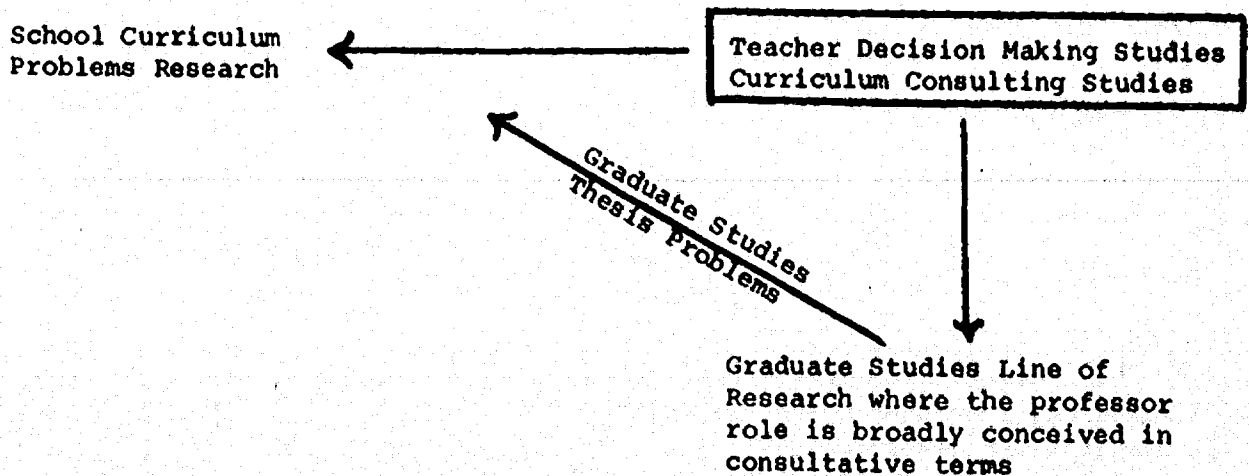 School Curriculum
Problems Research
Teacher Decision Making Studies
Curriculum Consulting Studies
Graduate Studies
Thesis Problems
Graduate Studies Line of
Research where the professor
role is broadly conceived in
consultative terms